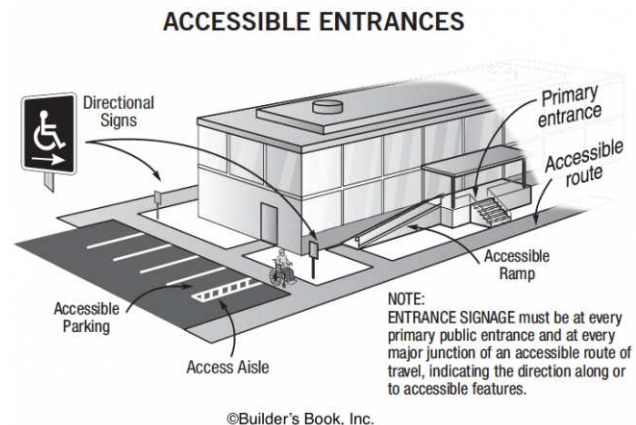 ACCESSIBLE ENTRANCES
Directional
Signs
Primary
entrance
Accessible
route
Accessible
Ramp
Accessible
Parking
Access Aisle
NOTE:
ENTRANCE SIGNAGE must be at every
primary public entrance and at every
major junction of an accessible route of
travel, indicating the direction along or
to accessible features.
©Builder's Book, Inc.